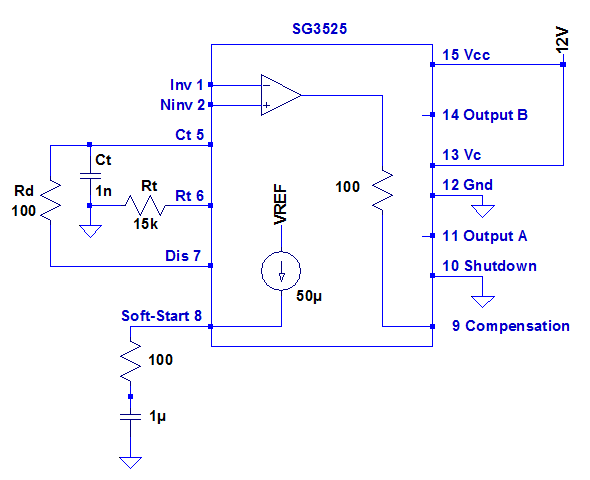 SG3525
12V
15 Vcc
Inv 1
Ninv 2
14 Output B
Ct 5
Ct
13 Vc
Rd
100
1n
Rt
15k
Rt 6
100
12 Gnd
VREF
11 Output A
Dis 7
10 Shutdown
50µ
Soft-Start 8
9 Compensation
100
1µ